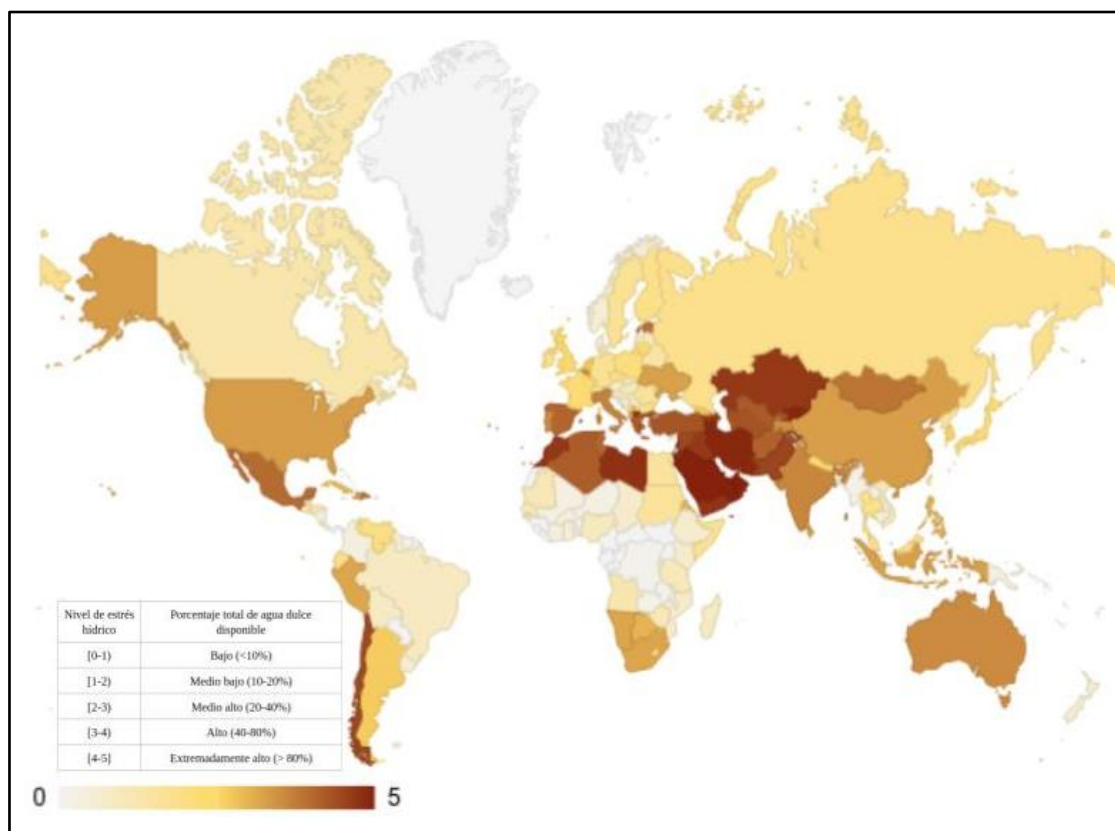 Nivel de estrés Porcentaje total de agua dulce
hídrico disponible
[0-1) Bajo (<10%)
[1-2) Medio bajo (10-20%)
[2-3) Medio alto (20-40%)
[3-4) Alto (40-80%)
[4-5] Extremadamente alto (> 80%)
0 5